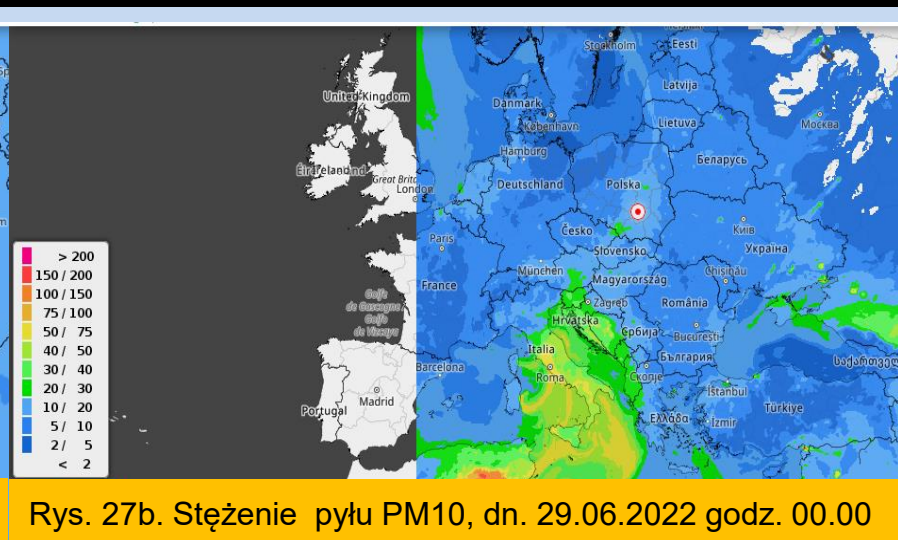 Stockholm
Eesti
Latvija
United Kingdom
Danmark
København
Lietuva
Москва
Hamburg
Беларусь
Éire/Ireland
Great Brit
London
Deutschland
Polska
Paris
Česko
Київ
Slovensko
Україна
> 200
150 / 200
100 / 150
75 / 100
50 / 75
40 / 50
30 / 40
20 / 30
10 / 20
5 / 10
2 / 5
< 2
München
Magyarország
Chișinău
France
Golfe
de Gascogne /
Golfo
de Vizcaya
Zagreb
România
Hrvatska
Србија
București
Italia
България
Barcelona
Roma
Скопје
საქართველო
Madrid
Portugal
İstanbul
Türkiye
Ελλάδα
İzmir
Rys. 27b. Stężenie pyłu PM10, dn. 29.06.2022 godz. 00.00